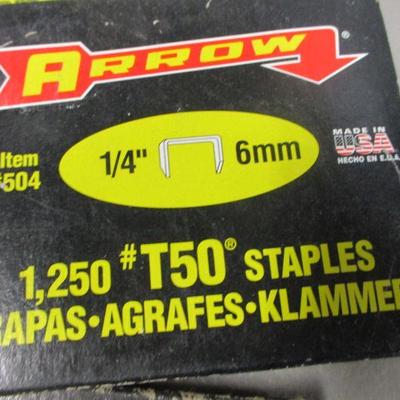 ARROW
Item
#504
1/4" 6mm
MADE IN
USA
HECHO EN E.U.A.
1,250 #T50® STAPLES
RAPAS•AGRAFES•KLAMMER